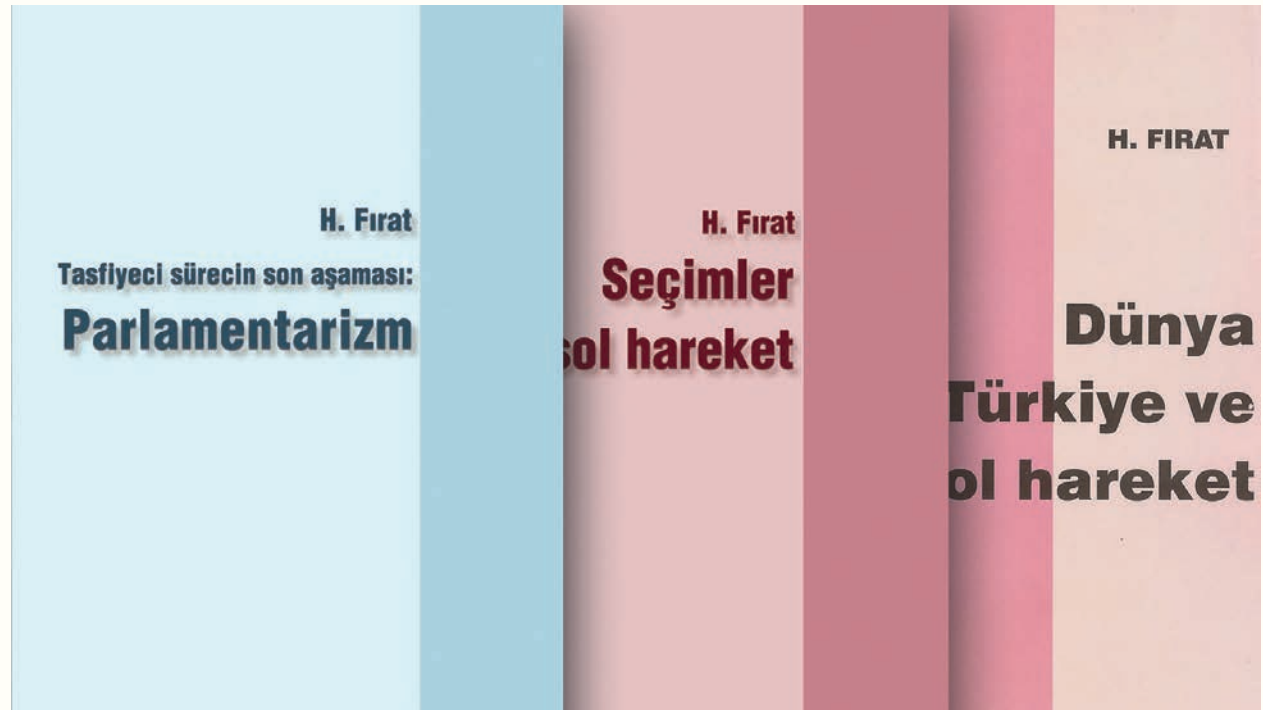 H. Fırat
Tasfiyeci sürecin son aşaması:
Parlamentarizm
H. Fırat
Seçimler
sol hareket
H. FIRAT
Dünya
Türkiye ve
ol hareket